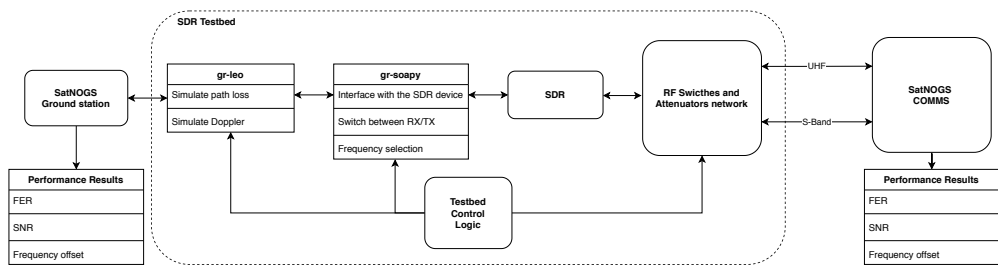 SDR Testbed
SatNOGS
Ground station
gr-leo
Simulate path loss
Simulate Doppler
gr-soapy
Interface with the SDR device
Switch between RX/TX
Frequency selection
SDR
RF Swicthes and
Attenuators network
UHF
S-Band
SatNOGS
COMMS
Testbed
Control
Logic
Performance Results
FER
SNR
Frequency offset
Performance Results
FER
SNR
Frequency offset